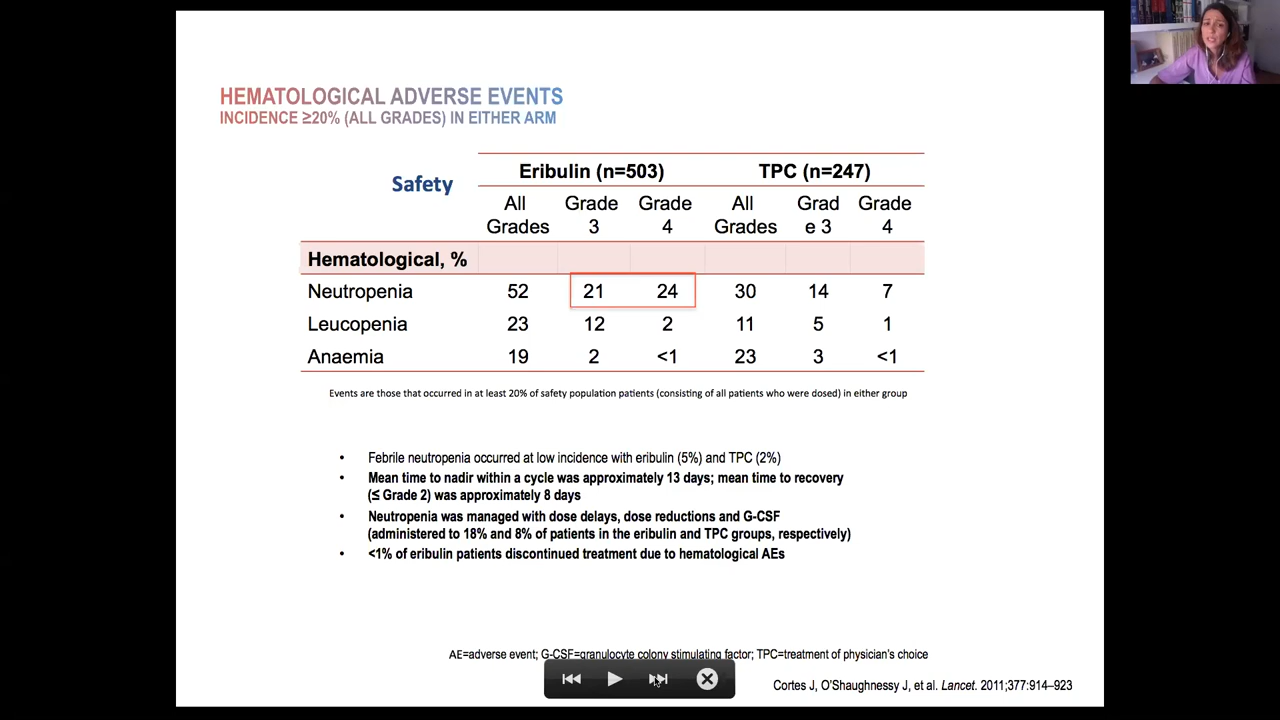 HEMATOLOGICAL ADVERSE EVENTS
INCIDENCE ≥20% (ALL GRADES) IN EITHER ARM
Safety
Eribulin (n=503) TPC (n=247)
All Grade Grade All Grad Grade
Grades 3 4 Grades e 3 4
Hematological, %
Neutropenia 52 21 24 30 14 7
Leucopenia 23 12 2 11 5 1
Anaemia 19 2 <1 23 3 <1
Events are those that occurred in at least 20% of safety population patients (consisting of all patients who were dosed) in either group
• Febrile neutropenia occurred at low incidence with eribulin (5%) and TPC (2%)
• Mean time to nadir within a cycle was approximately 13 days; mean time to recovery
(≤ Grade 2) was approximately 8 days
• Neutropenia was managed with dose delays, dose reductions and G-CSF
(administered to 18% and 8% of patients in the eribulin and TPC groups, respectively)
• <1% of eribulin patients discontinued treatment due to hematological AEs
AE=adverse event; G-CSF=granulocyte colony stimulating factor; TPC=treatment of physician's choice
Cortes J, O'Shaughnessy J, et al. Lancet. 2011;377:914–923